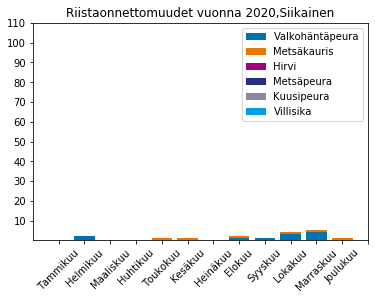 Riistaonnettomuudet vuonna 2020,Siikainen
110
100
90
80
70
60
50
40
30
20
10
Valkohäntäpeura
Metsäkauris
Hirvi
Metsäpeura
Kuusipeura
Villisika
Tammikuu
Helmikuu
Maaliskuu
Huhtikuu
Toukokuu
Kesäkuu
Heinäkuu
Elokuu
Syyskuu
Lokakuu
Marraskuu
Joulukuu